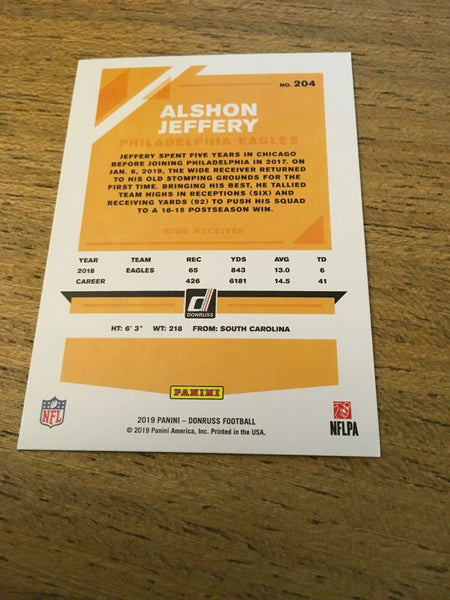 NO. 204
ALSHON
JEFFERY
PHILADELPHIA EAGLES
JEFFERY SPENT FIVE YEARS IN CHICAGO
BEFORE JOINING PHILADELPHIA IN 2017. ON
JAN. 6, 2019, THE WIDE RECEIVER RETURNED
TO HIS OLD STOMPING GROUNDS FOR THE
FIRST TIME. BRINGING HIS BEST, HE TALLIED
TEAM HIGHS IN RECEPTIONS (SIX) AND
RECEIVING YARDS (92) TO PUSH HIS SQUAD
TO A 16-15 POSTSEASON WIN.
WIDE RECEIVER
YEAR TEAM REC YDS AVG TD
2018 EAGLES 65 843 13.0 6
CAREER 426 6181 14.5 41
d
DONRUSS
HT: 6' 3" WT: 218 FROM: SOUTH CAROLINA
PANINI
NFL
NFLPA
2019 PANINI – DONRUSS FOOTBALL
© 2019 Panini America, Inc. Printed in the USA.